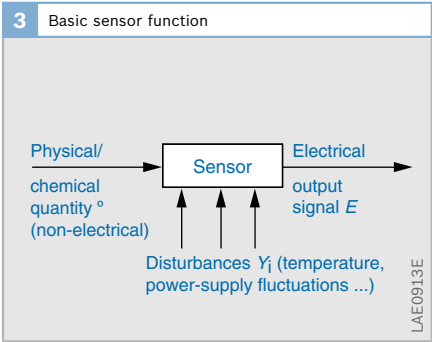 3 Basic sensor function
Physical/
chemical
quantity º
(non-electrical)
Sensor
Electrical
output
signal E
Disturbances Yi (temperature,
power-supply fluctuations ...)
LAE0913E